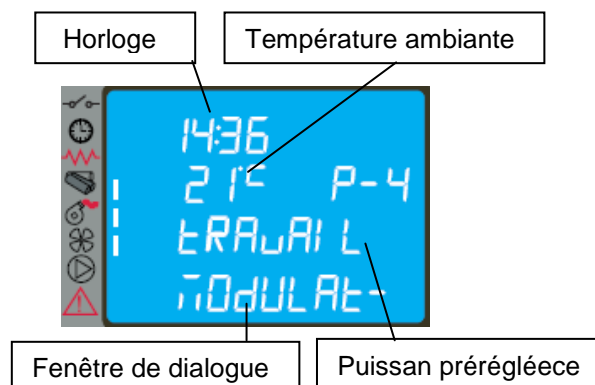 Horloge
Température ambiante
14:36
21°C P-4
tRAvAIL
MOdULAt-
Fenêtre de dialogue
Puissan prérégléece